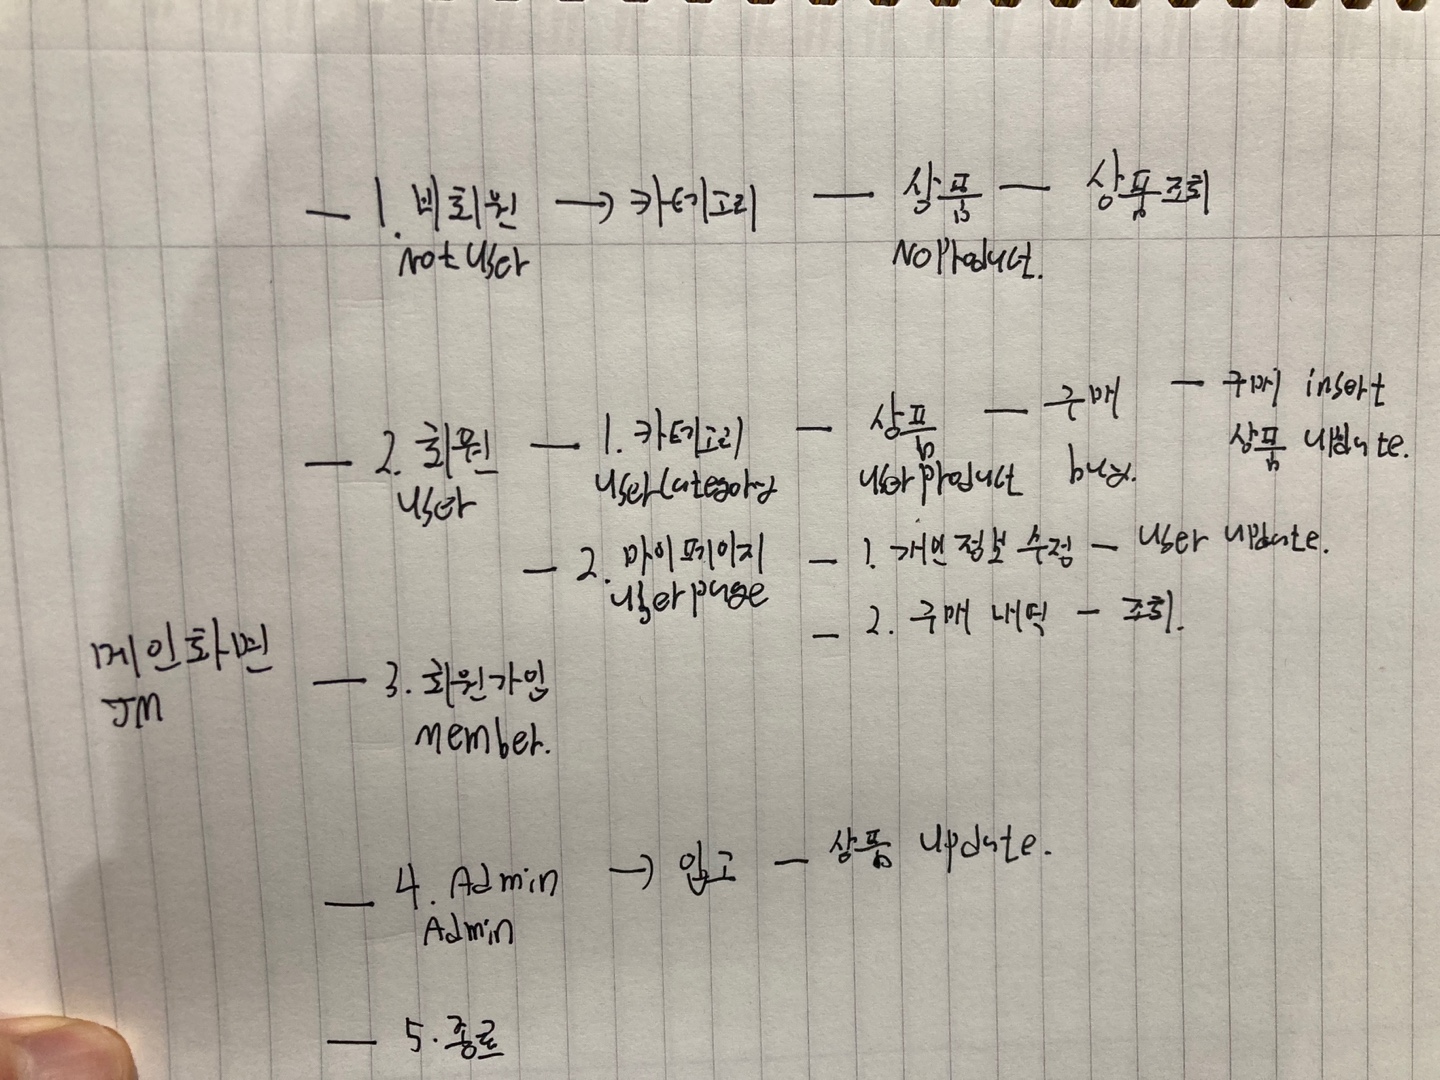 — 1. 비회원 → 카테고리 — 상품 — 상품조회
Not User NoProduct.
— 2. 회원 — 1. 카테고리 — 상품 — 구매 — 구매 insert
User UserCategory UserProduct buy. 상품 update.
— 2. 마이페이지 — 1. 개인정보 수정 — User update.
userpage — 2. 구매 내역 — 조회.
메인화면 — 3. 회원가입
JM member.
— 4. Admin → 입고 — 상품 update.
Admin
— 5. 종료